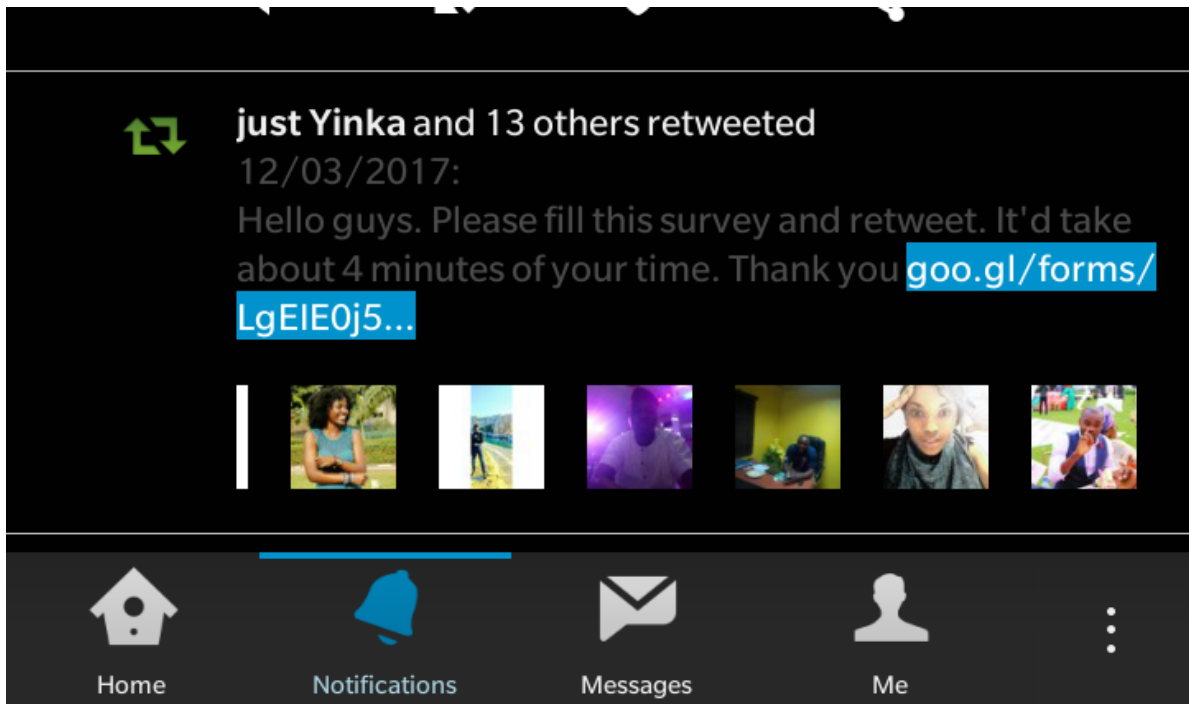 just Yinka and 13 others retweeted
12/03/2017:
Hello guys. Please fill this survey and retweet. It'd take
about 4 minutes of your time. Thank you goo.gl/forms/
LgEIE0j5...
Home Notifications Messages Me